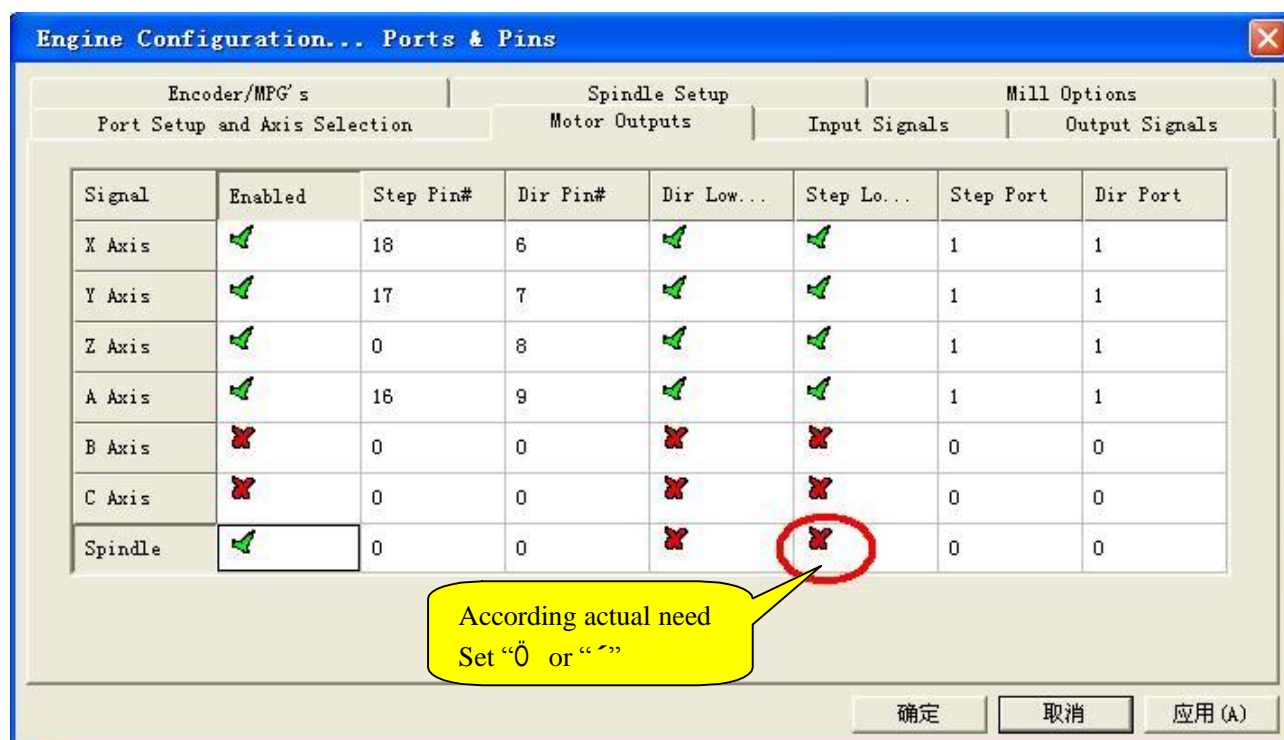 Engine Configuration... Ports & Pins
Encoder/MPG's Spindle Setup Mill Options
Port Setup and Axis Selection Motor Outputs Input Signals Output Signals
Signal Enabled Step Pin# Dir Pin# Dir Low... Step Lo... Step Port Dir Port
X Axis 18 6 1 1
Y Axis 17 7 1 1
Z Axis 0 8 1 1
A Axis 16 9 1 1
B Axis 0 0 0 0
C Axis 0 0 0 0
Spindle 0 0 0 0
According actual need
Set “Ö or “´”
确定 取消 应用(A)